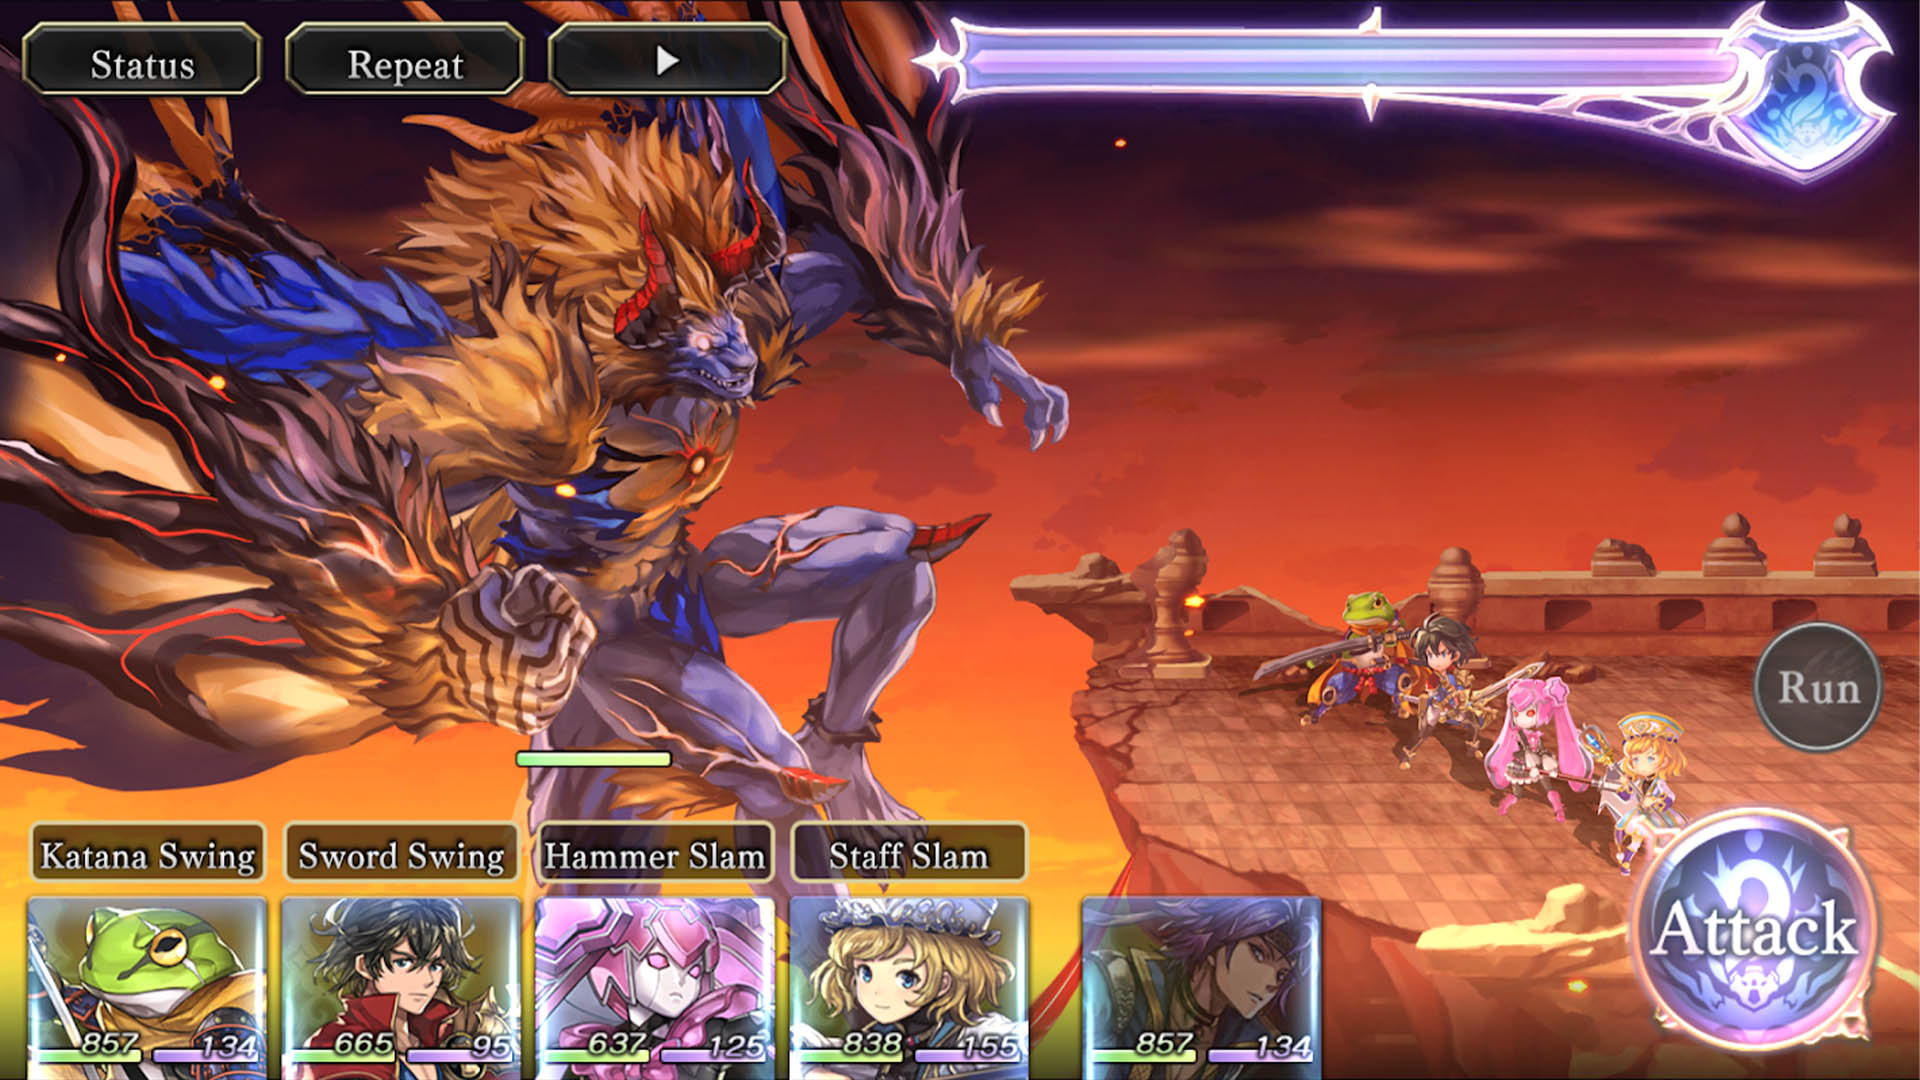 Status
Repeat
Run
Katana Swing
Sword Swing
Hammer Slam
Staff Slam
Attack
857 134
665 95
637 125
838 155
857 134